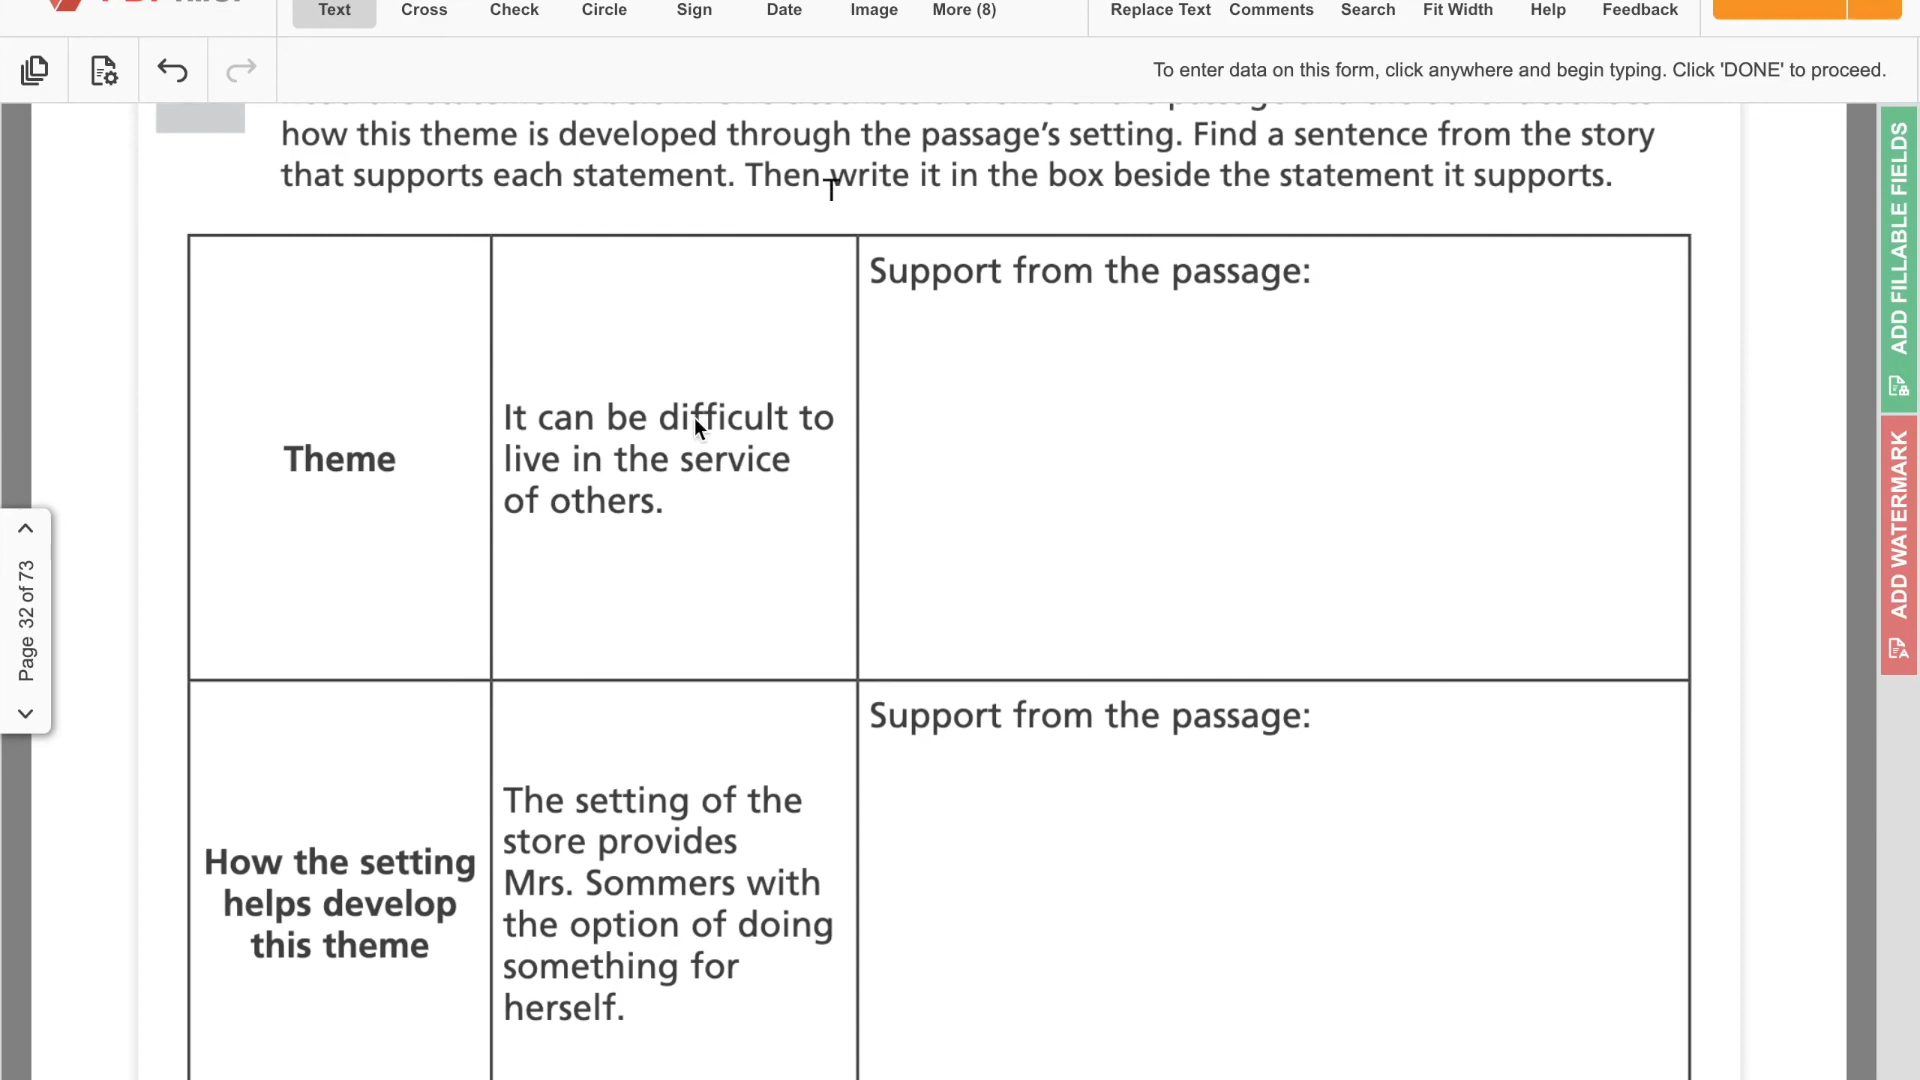 Text Cross Check Circle Sign Date Image More (8) Replace Text Comments Search Fit Width Help Feedback
To enter data on this form, click anywhere and begin typing. Click 'DONE' to proceed.
how this theme is developed through the passage’s setting. Find a sentence from the story
that supports each statement. Then write it in the box beside the statement it supports.
T
Theme
It can be difficult to
live in the service
of others.
Support from the passage:
How the setting
helps develop
this theme
The setting of the
store provides
Mrs. Sommers with
the option of doing
something for
herself.
Support from the passage:
Page 32 of 73
ADD FILLABLE FIELDS
ADD WATERMARK